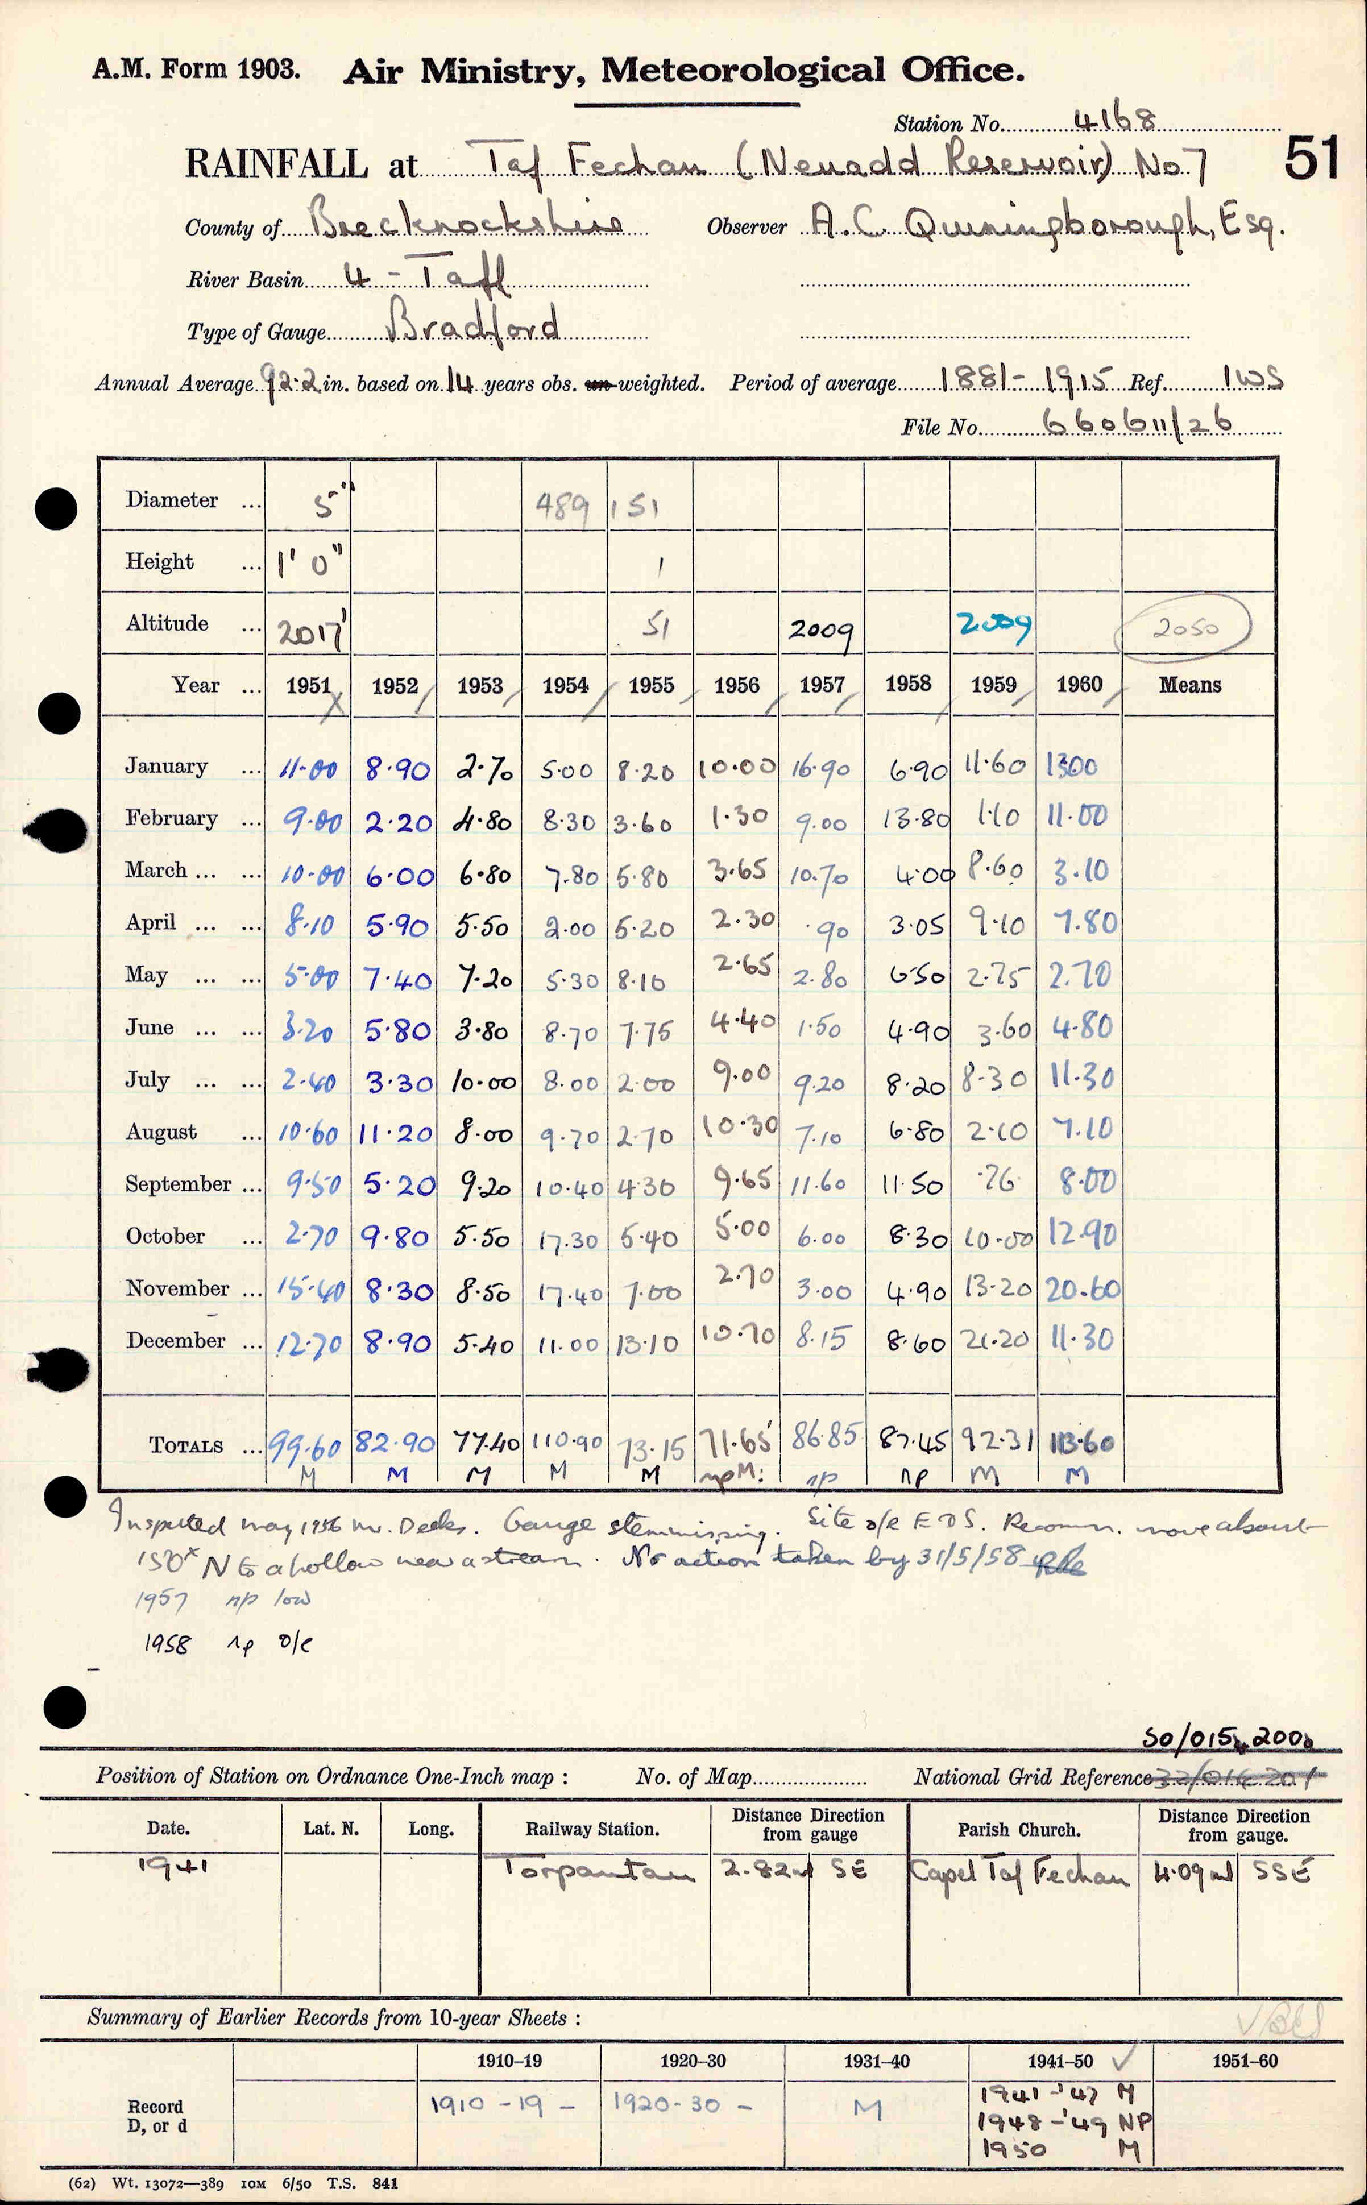 A.M. Form 1903. Air Ministry, Meteorological Office.
Station No. 4168
RAINFALL at Taf Fechan (Neuadd Reservoir) No 7 51
County of Brecknockshire Observer A.C. Quiningborough, Esq.
River Basin 4 - Taff
Type of Gauge Bradford
Annual Average 92.2 in. based on 14 years obs. un-weighted. Period of average 1881-1915 Ref. IWS
File No. 660611/26
Diameter ... 5" 489 151
Height ... 1' 0" 1
Altitude ... 2017' 51 2009 2009 2050
Year ... 1951 1952 1953 1954 1955 1956 1957 1958 1959 1960 Means
January ... 11.00 8.90 2.70 5.00 8.20 10.00 16.90 6.90 11.60 1300
February ... 9.00 2.20 4.80 8.30 3.60 1.30 9.00 13.80 1.10 11.00
March ... ... 10.00 6.00 6.80 7.80 5.80 3.65 10.70 4.00 8.60 3.10
April ... ... 8.10 5.90 5.50 2.00 5.20 2.30 .90 3.05 9.10 7.80
May ... ... 5.00 7.40 7.20 5.30 8.10 2.65 2.80 6.50 2.75 2.70
June ... ... 3.20 5.80 3.80 8.70 7.75 4.40 1.50 4.90 3.60 4.80
July ... ... 2.40 3.30 10.00 8.00 2.00 9.00 9.20 8.20 8.30 11.30
August ... 10.60 11.20 8.00 9.70 2.70 10.30 7.10 6.80 2.10 7.10
September ... 9.50 5.20 9.20 10.40 4.30 9.65 11.60 11.50 .76 8.00
October ... 2.70 9.80 5.50 17.30 5.40 5.00 6.00 8.30 10.00 12.90
November ... 15.40 8.30 8.50 17.40 7.00 2.70 3.00 4.90 13.20 20.60
December ... 12.70 8.90 5.40 11.00 13.10 10.70 8.15 8.60 21.20 11.30
TOTALS ... 99.60 82.90 77.40 110.90 73.15 71.65 86.85 87.45 92.31 113.60
M M M M M npM: np np M M
Inspected may 1956 Mr. Deeks. Gauge stem missing. Site o/e E & S. Recomm. move about
150ˣ N to a hollow near a stream. No action taken by 31/5/58
1957 np low
1958 np o/e
SO/015 200
Position of Station on Ordnance One-Inch map : No. of Map National Grid Reference 32/014 201
Date. Lat. N. Long. Railway Station. Distance Direction from gauge Parish Church. Distance Direction from gauge.
1941 Torpantau 2.82 ml SE Capel Taf Fechan 4.09 ml SSE
Summary of Earlier Records from 10-year Sheets :
1910–19 1920–30 1931–40 1941–50 ✓ 1951–60
Record D, or d 1910 - 19 - 1920 - 30 - M 1941 - '47 M
1948 - '49 NP
1950 M
(62) Wt. 13072—389 10M 6/50 T.S. 841